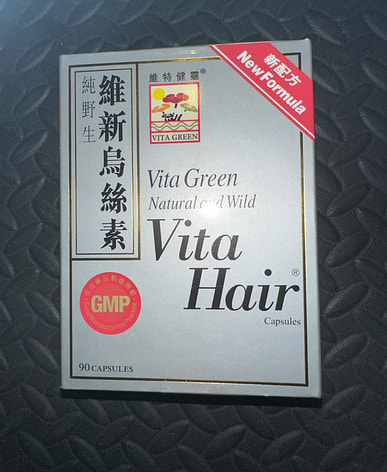 維特健靈®
VITA GREEN
新配方
New Formula
純野生
維新烏絲素
Vita Green
Natural and Wild
Vita
Hair®
Capsules
GMP
90 CAPSULES